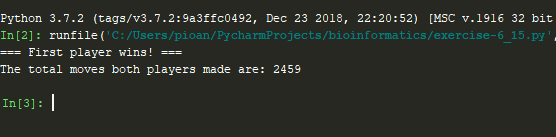 Python 3.7.2 (tags/v3.7.2:9a3ffc0492, Dec 23 2018, 22:20:52) [MSC v.1916 32 bit
In[2]: runfile('C:/Users/pioan/PycharmProjects/bioinformatics/exercise-6_15.py',
=== First player wins! ===
The total moves both players made are: 2459
In[3]: